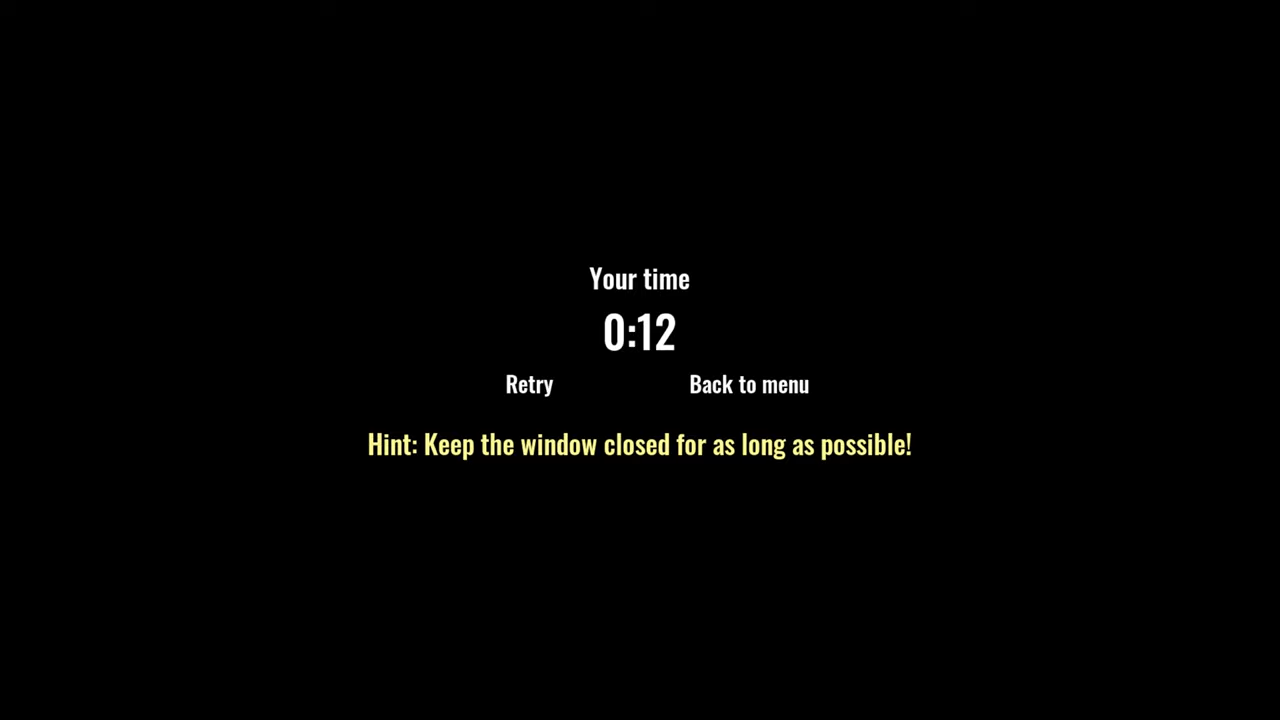 Your time
0:12
Retry Back to menu
Hint: Keep the window closed for as long as possible!